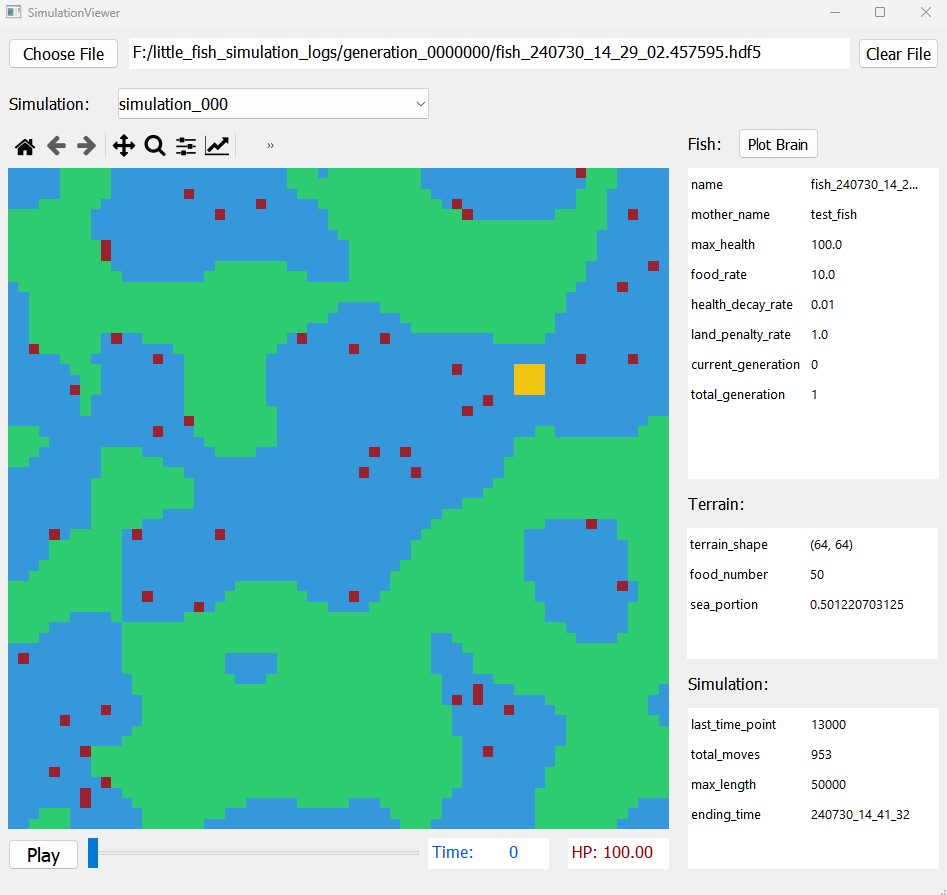 SimulationViewer
Choose File F:/little_fish_simulation_logs/generation_0000000/fish_240730_14_29_02.457595.hdf5 Clear File
Simulation: simulation_000
»
Fish: Plot Brain
name fish_240730_14_2...
mother_name test_fish
max_health 100.0
food_rate 10.0
health_decay_rate 0.01
land_penalty_rate 1.0
current_generation 0
total_generation 1
Terrain:
terrain_shape (64, 64)
food_number 50
sea_portion 0.501220703125
Simulation:
last_time_point 13000
total_moves 953
max_length 50000
ending_time 240730_14_41_32
Play Time: 0 HP: 100.00